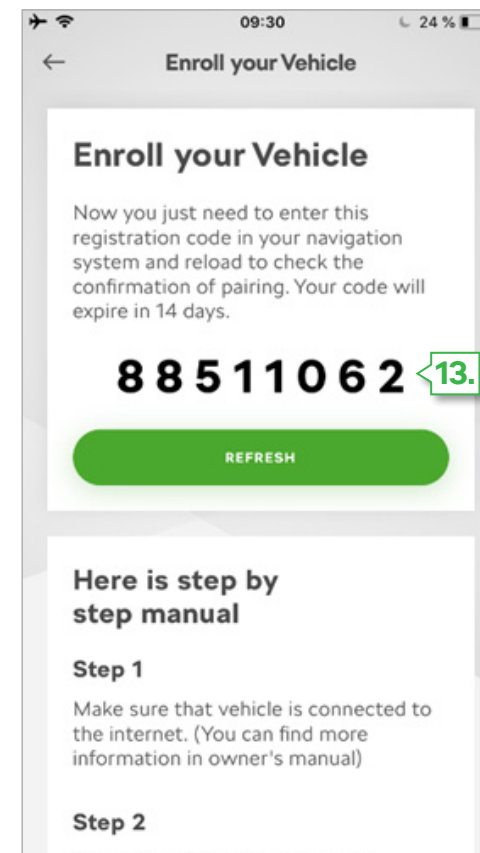 09:30 24 %
Enroll your Vehicle
Enroll your Vehicle
Now you just need to enter this
registration code in your navigation
system and reload to check the
confirmation of pairing. Your code will
expire in 14 days.
88511062 13.
REFRESH
Here is step by
step manual
Step 1
Make sure that vehicle is connected to
the internet. (You can find more
information in owner's manual)
Step 2